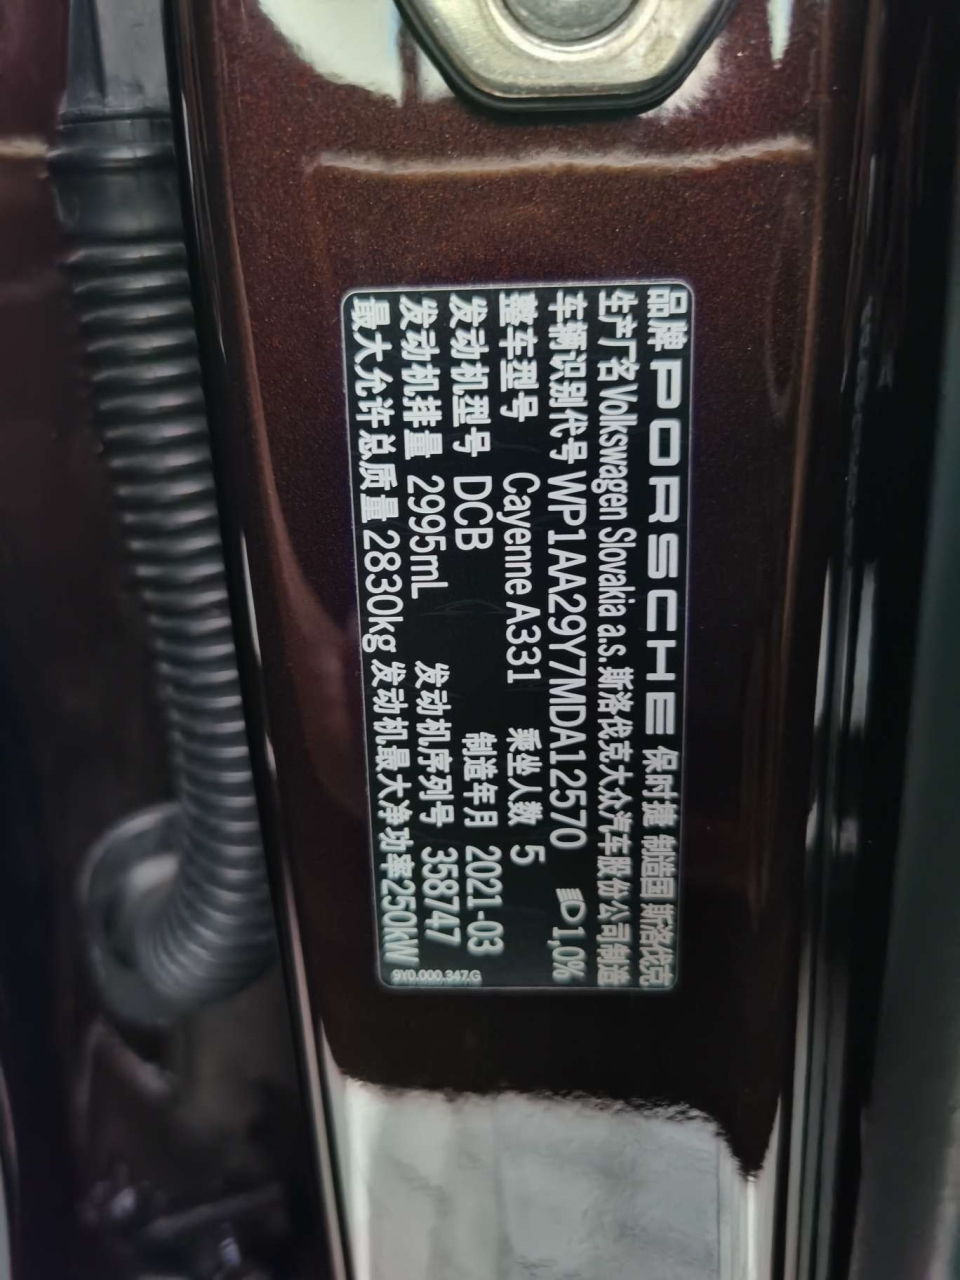 品牌 PORSCHE 保时捷 制造国 斯洛伐克
生产厂名 Volkswagen Slovakia a.s. 斯洛伐克大众汽车股份公司制造
车辆识别代号 WP1AA29Y7MDA12570 1,0%
整车型号 Cayenne A331 乘坐人数 5
发动机型号 DCB 制造年月 2021-03
发动机排量 2995mL 发动机序列号 358747
最大允许总质量 2830kg 发动机最大净功率 250kW
9Y0.000.347.G